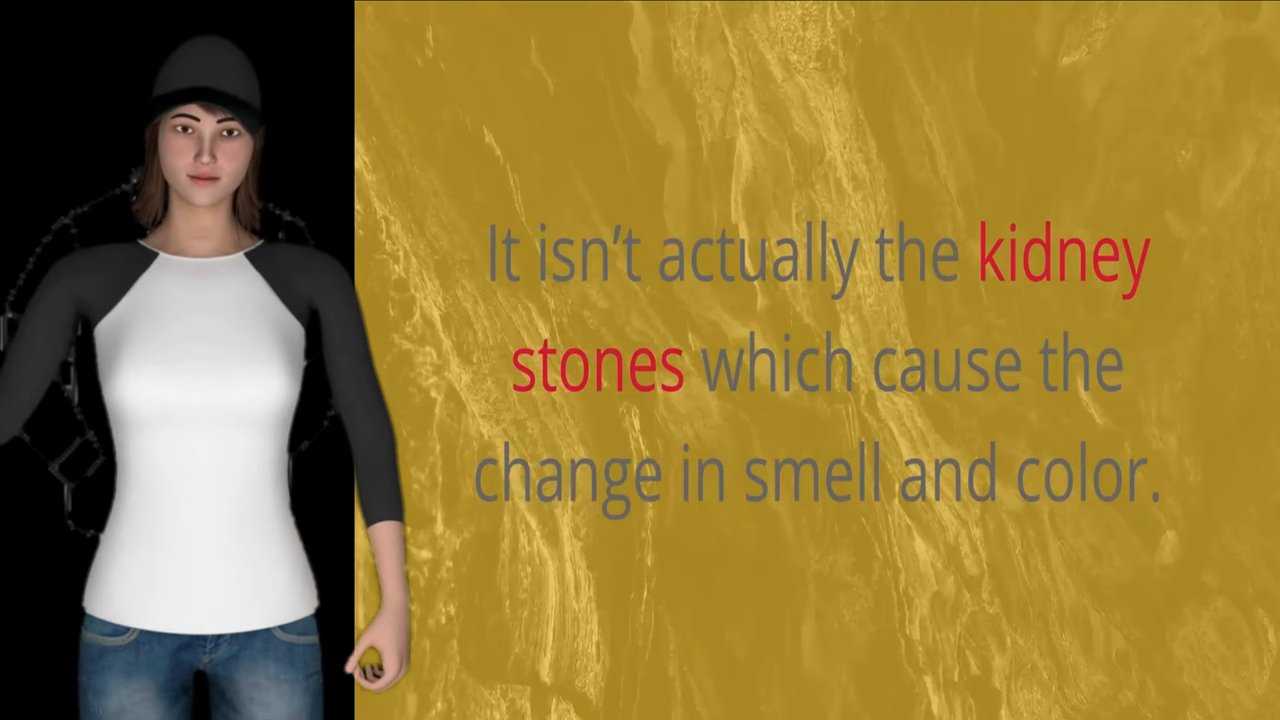 It isn’t actually the kidney
stones which cause the
change in smell and color.